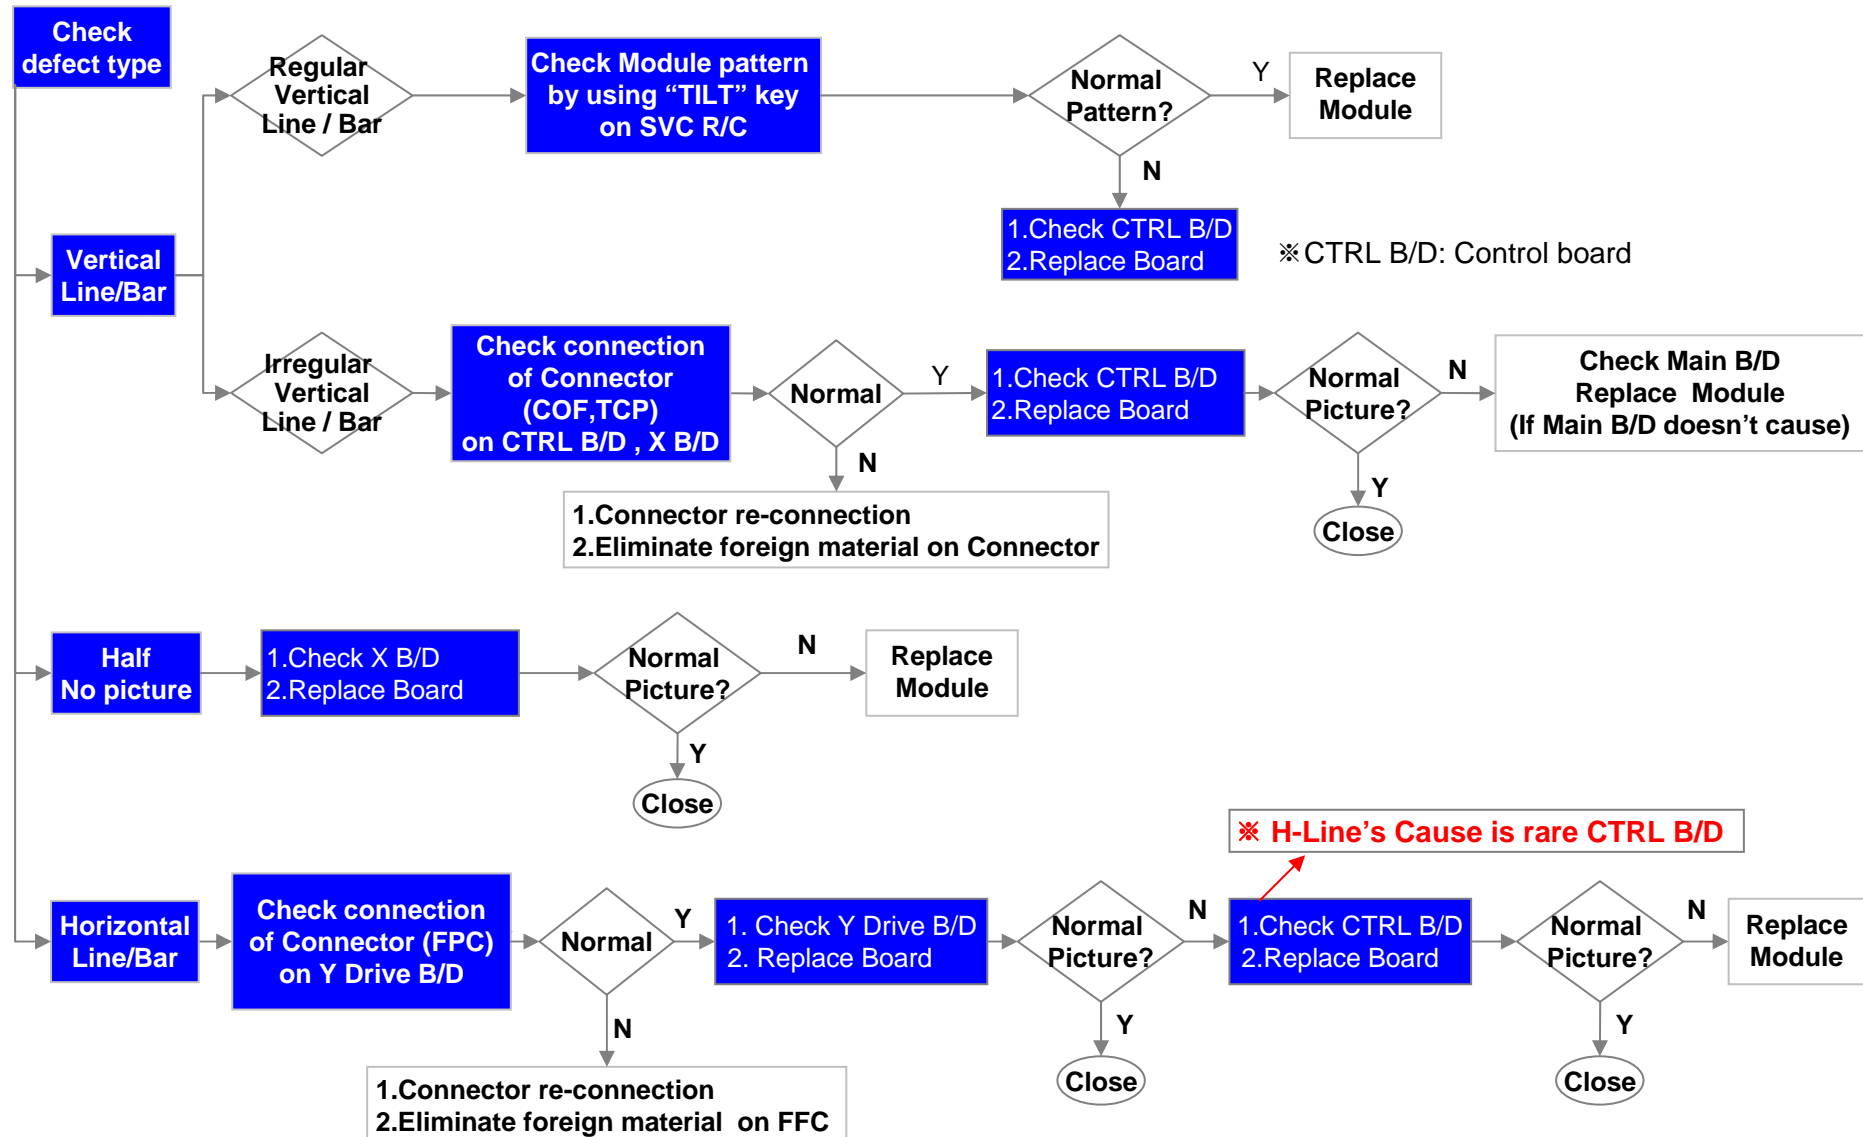 Check
defect type
Regular
Vertical
Line / Bar
Check Module pattern
by using “TILT” key
on SVC R/C
Normal
Pattern?
Y
Replace
Module
N
1.Check CTRL B/D
2.Replace Board
※CTRL B/D: Control board
Vertical
Line/Bar
Irregular
Vertical
Line / Bar
Check connection
of Connector
(COF,TCP)
on CTRL B/D , X B/D
Normal
Y
1.Check CTRL B/D
2.Replace Board
Normal
Picture?
N
Check Main B/D
Replace  Module
(If Main B/D doesn’t cause)
N
1.Connector re-connection
2.Eliminate foreign material on Connector
Y
Close
Half
No picture
1.Check X B/D
2.Replace Board
Normal
Picture?
N
Replace
Module
Y
Close
※ H-Line’s Cause is rare CTRL B/D
Horizontal
Line/Bar
Check connection
of Connector (FPC)
on Y Drive B/D
Normal
Y
1. Check Y Drive B/D
2. Replace Board
Normal
Picture?
N
1.Check CTRL B/D
2.Replace Board
Normal
Picture?
N
Replace
Module
N
1.Connector re-connection
2.Eliminate foreign material  on FFC
Y
Close
Y
Close